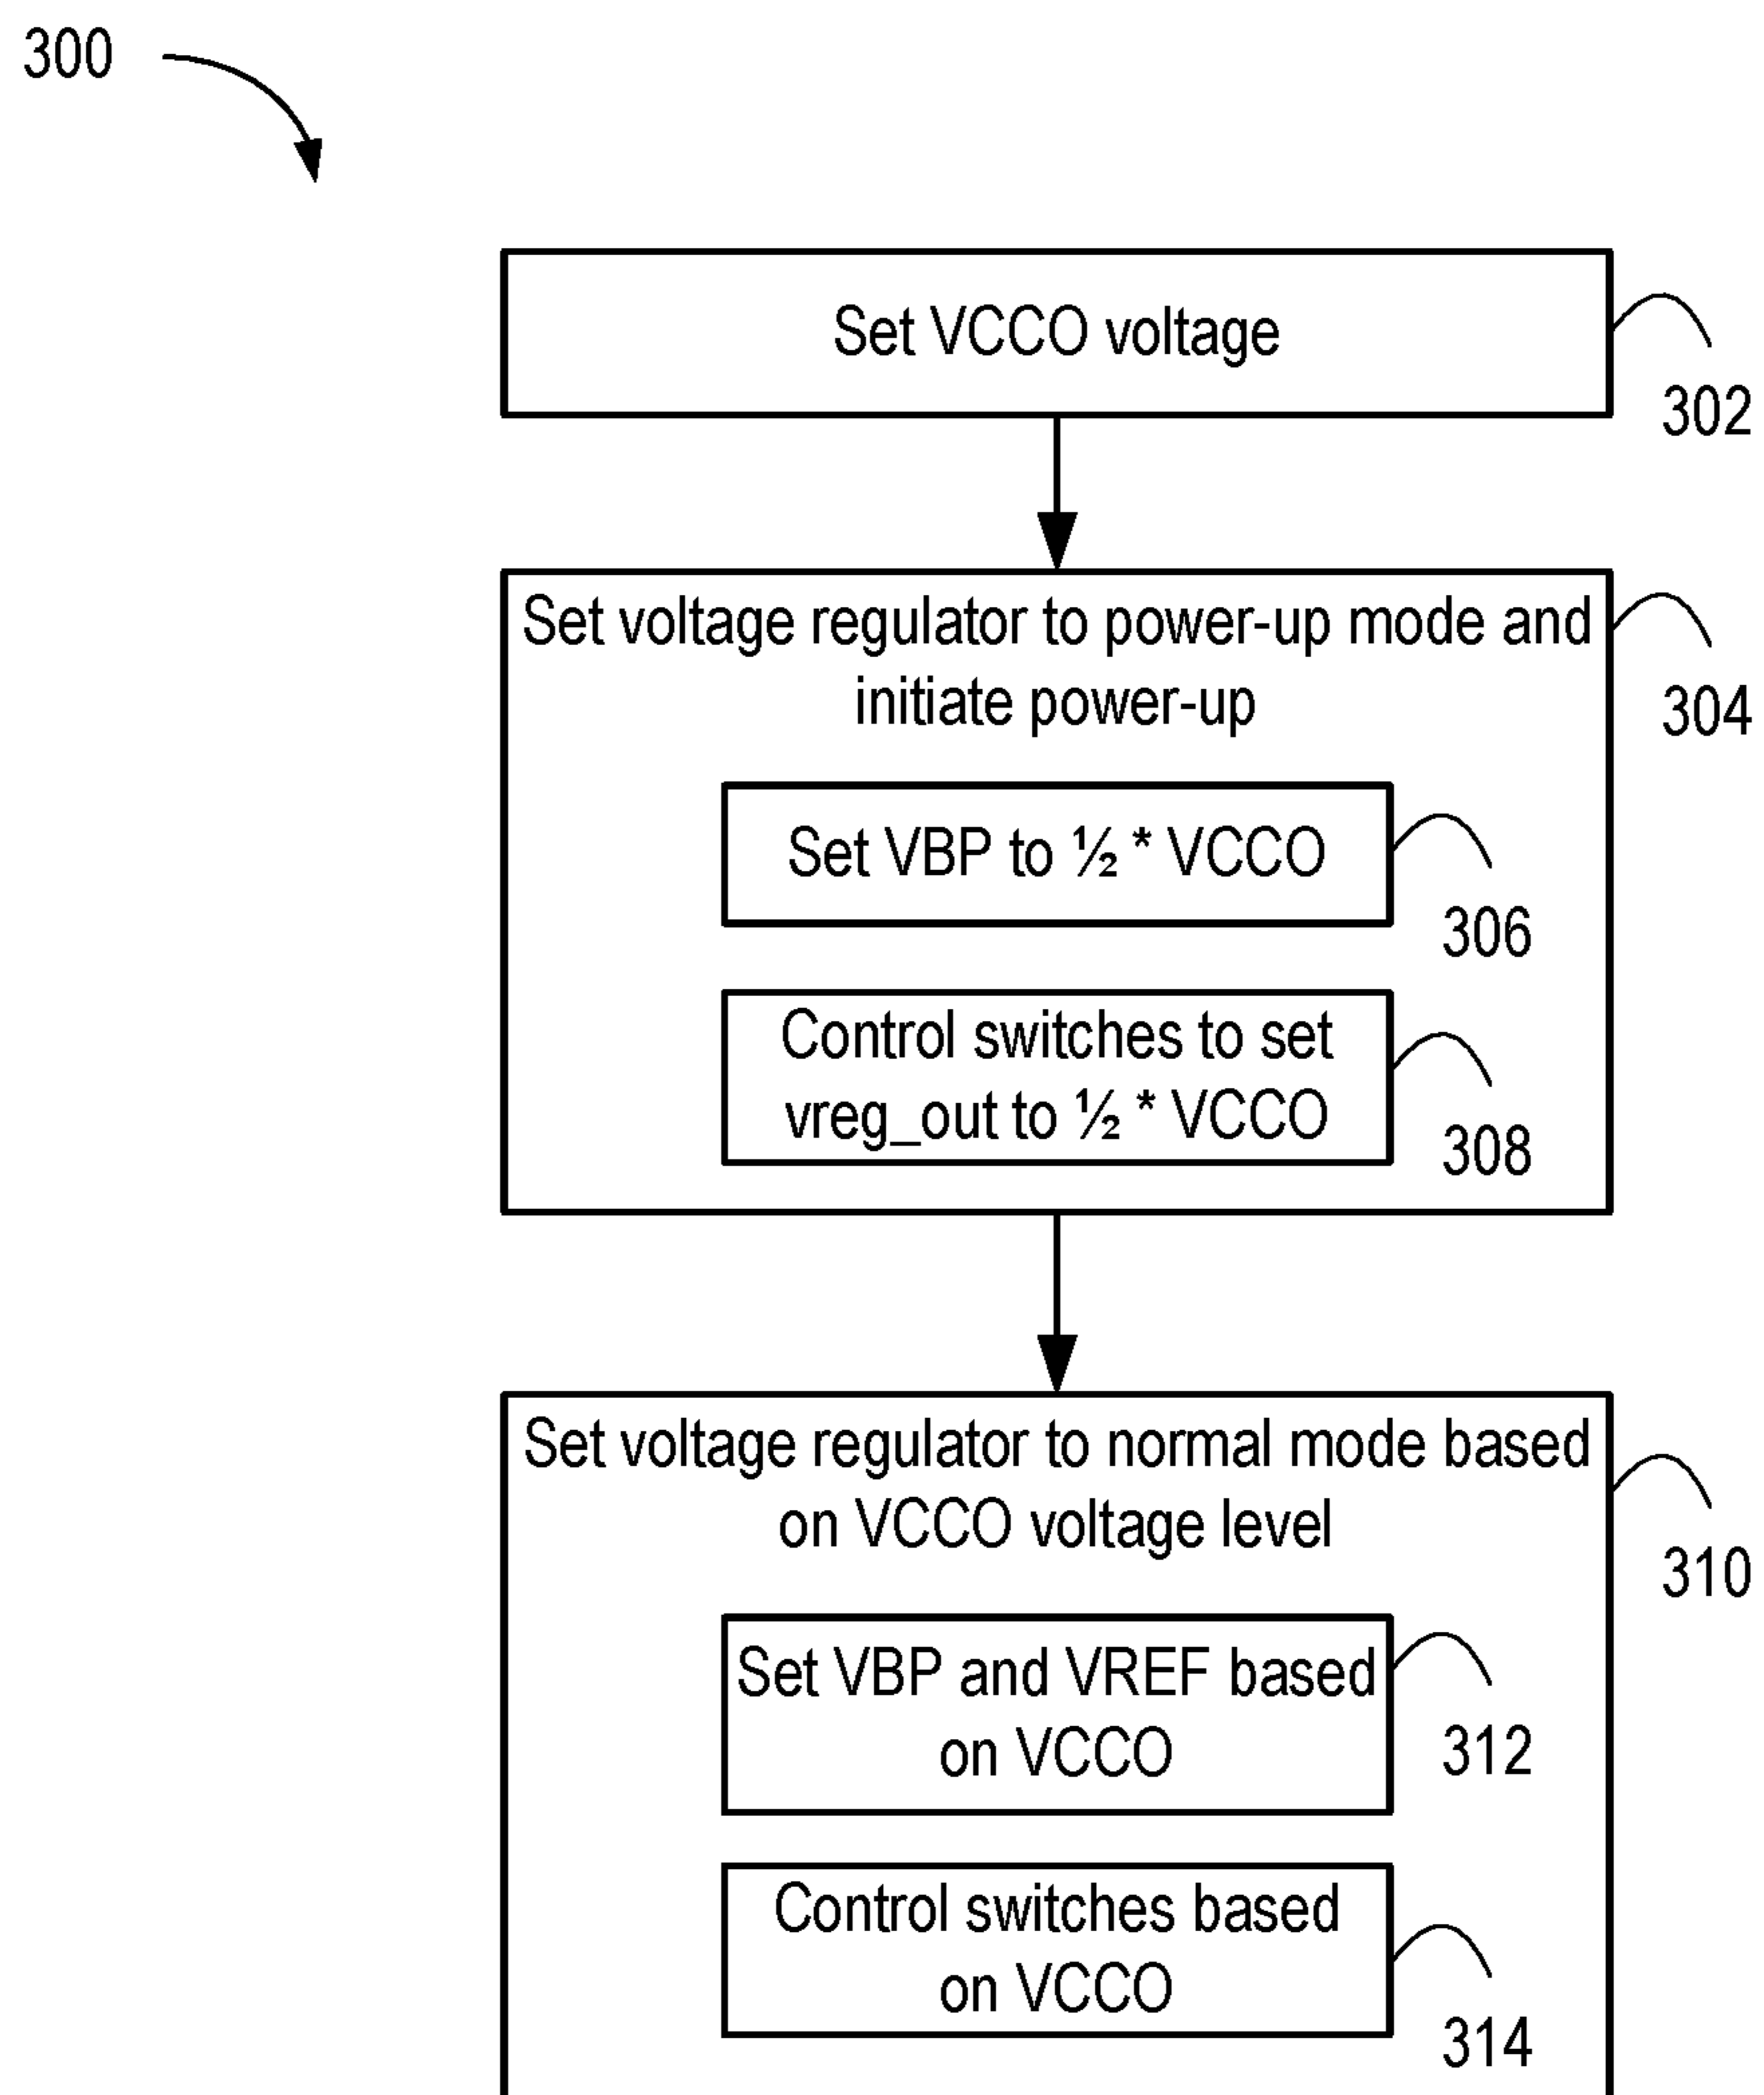 300
Set VCCO voltage
302
Set voltage regulator to power-up mode and
initiate power-up
304
Set VBP to ½ * VCCO
306
Control switches to set
vreg_out to ½ * VCCO
308
Set voltage regulator to normal mode based
on VCCO voltage level
310
Set VBP and VREF based
on VCCO
312
Control switches based
on VCCO
314